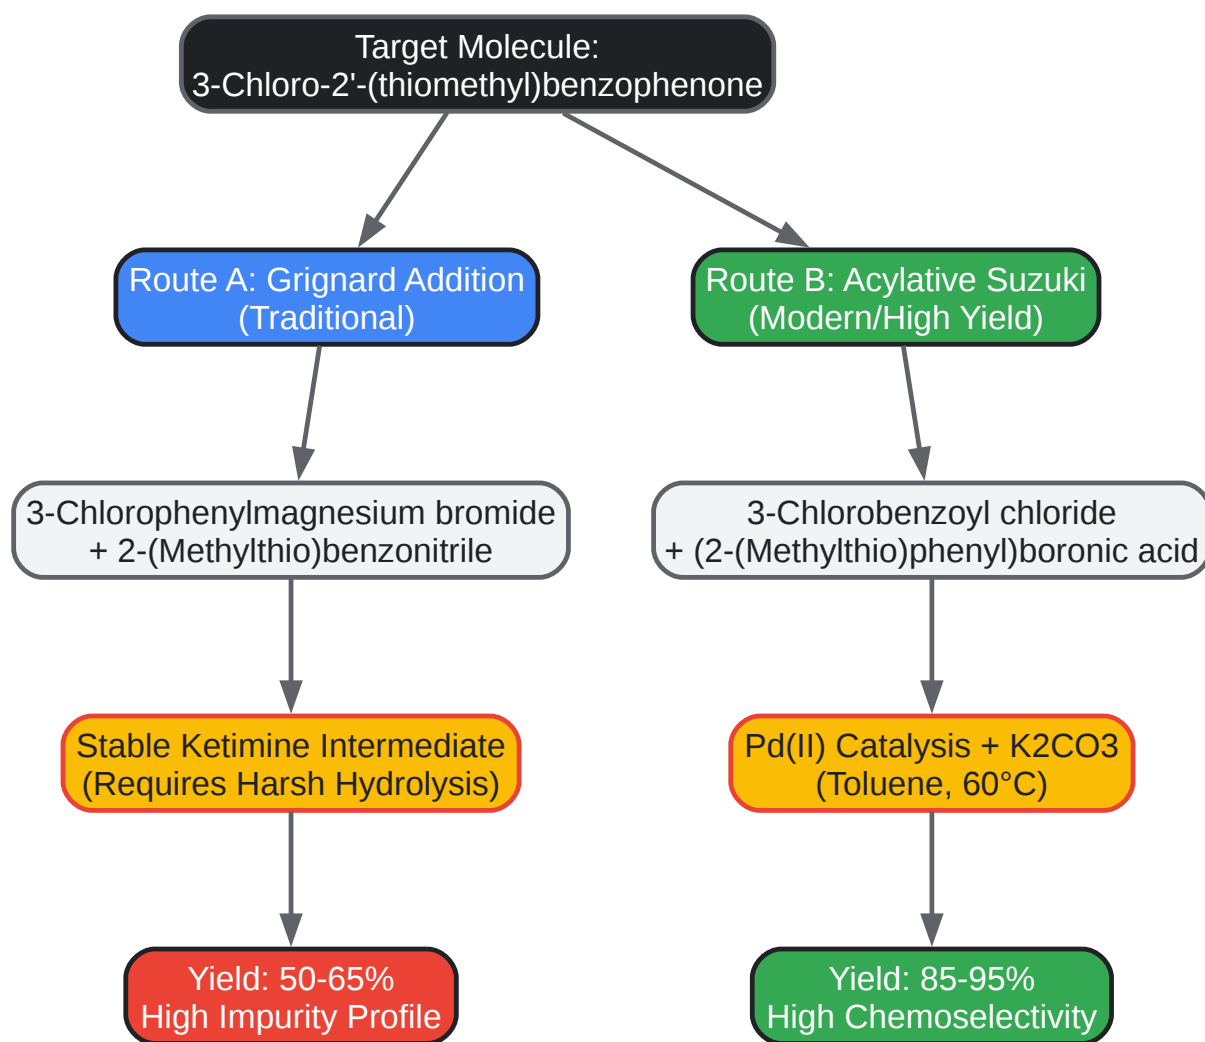 Target Molecule:
3-Chloro-2'-(thiomethyl)benzophenone
Route A: Grignard Addition
(Traditional)
Route B: Acylative Suzuki
(Modern/High Yield)
3-Chlorophenylmagnesium bromide
+ 2-(Methylthio)benzonitrile
3-Chlorobenzoyl chloride
+ (2-(Methylthio)phenyl)boronic acid
Stable Ketimine Intermediate
(Requires Harsh Hydrolysis)
Pd(II) Catalysis + K2CO3
(Toluene, 60°C)
Yield: 50-65%
High Impurity Profile
Yield: 85-95%
High Chemoselectivity